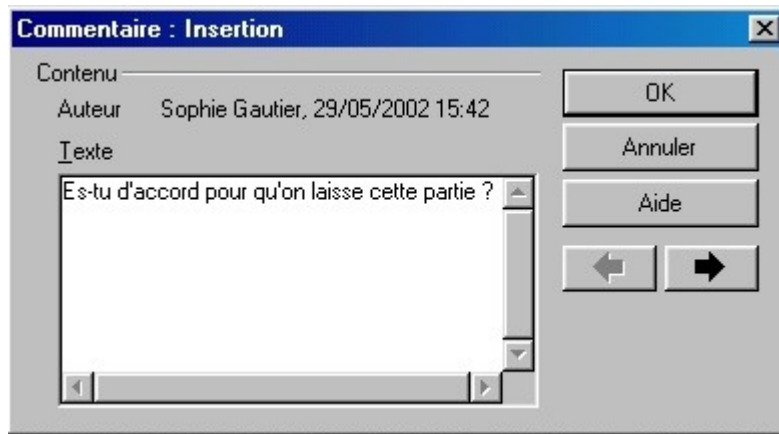 Commentaire : Insertion
Contenu
Auteur Sophie Gautier, 29/05/2002 15:42
Texte
Es-tu d'accord pour qu'on laisse cette partie ?
OK
Annuler
Aide